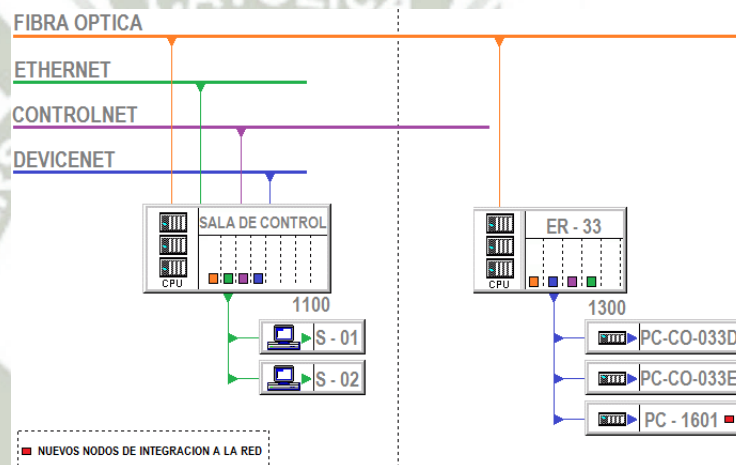 FIBRA OPTICA
ETHERNET
CONTROLNET
DEVICENET
SALA DE CONTROL
CPU
1100
S - 01
S - 02
ER - 33
CPU
1300
PC-CO-033D
PC-CO-033E
PC - 1601
NUEVOS NODOS DE INTEGRACION A LA RED